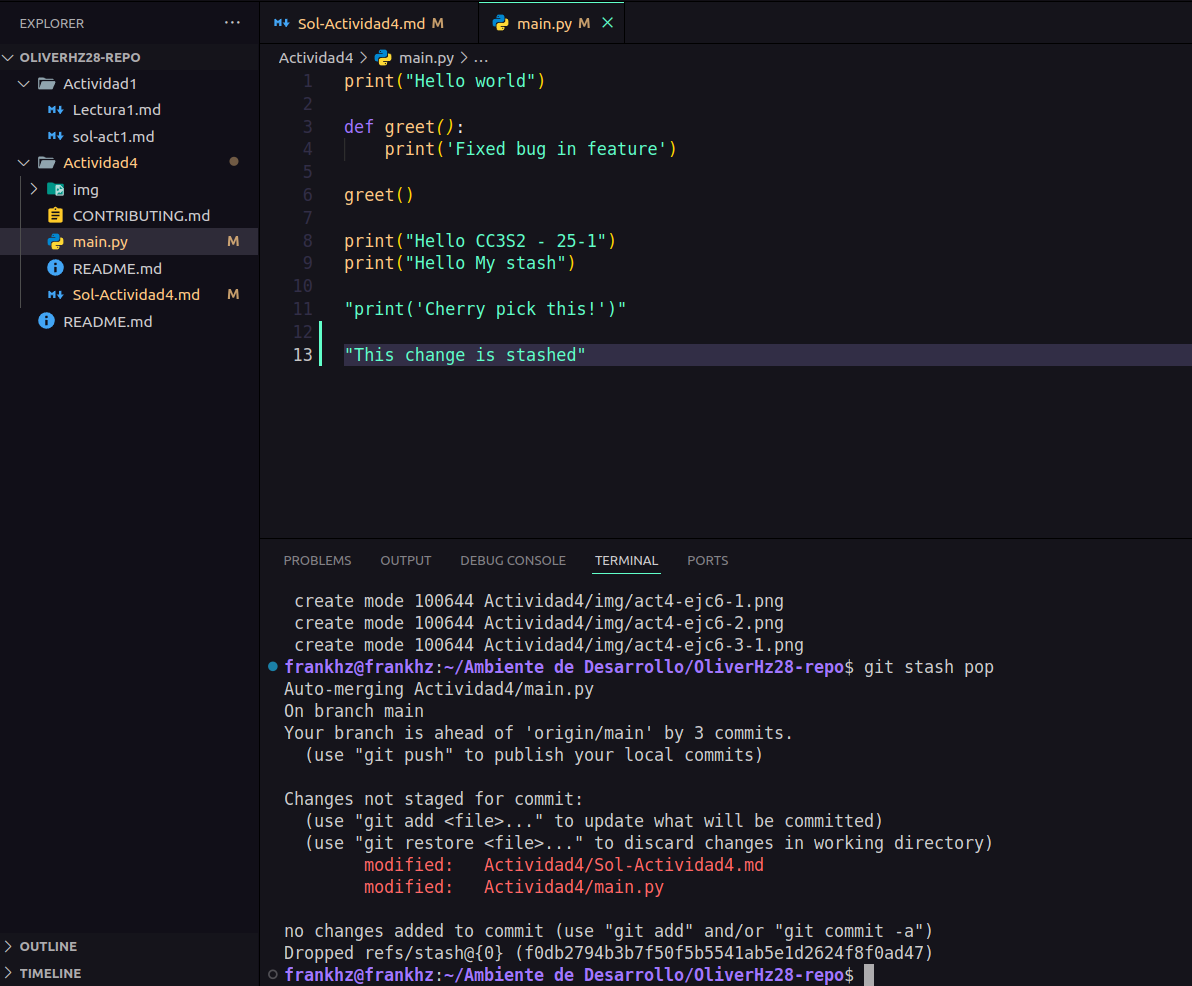 EXPLORER
OLIVERHZ28-REPO
Actividad1
Lectura1.md
sol-act1.md
Actividad4
img
CONTRIBUTING.md
main.py M
README.md
Sol-Actividad4.md M
README.md
OUTLINE
TIMELINE
Sol-Actividad4.md M main.py M
Actividad4 > main.py > ...
1 print("Hello world")
2
3 def greet():
4     print('Fixed bug in feature')
5
6 greet()
7
8 print("Hello CC3S2 - 25-1")
9 print("Hello My stash")
10
11 "print('Cherry pick this!')"
12
13 "This change is stashed"
PROBLEMS OUTPUT DEBUG CONSOLE TERMINAL PORTS
create mode 100644 Actividad4/img/act4-ejc6-1.png
create mode 100644 Actividad4/img/act4-ejc6-2.png
create mode 100644 Actividad4/img/act4-ejc6-3-1.png
frankhz@frankhz:~/Ambiente de Desarrollo/OliverHz28-repo$ git stash pop
Auto-merging Actividad4/main.py
On branch main
Your branch is ahead of 'origin/main' by 3 commits.
  (use "git push" to publish your local commits)
Changes not staged for commit:
  (use "git add <file>..." to update what will be committed)
  (use "git restore <file>..." to discard changes in working directory)
        modified:   Actividad4/Sol-Actividad4.md
        modified:   Actividad4/main.py
no changes added to commit (use "git add" and/or "git commit -a")
Dropped refs/stash@{0} (f0db2794b3b7f50f5b5541ab5e1d2624f8f0ad47)
frankhz@frankhz:~/Ambiente de Desarrollo/OliverHz28-repo$